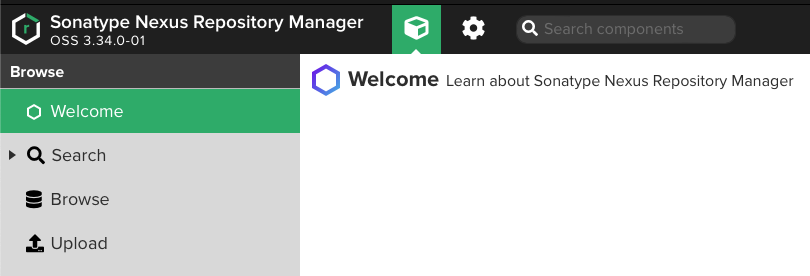 Sonatype Nexus Repository Manager
OSS 3.34.0-01
Search components
Browse
Welcome
Search
Browse
Upload
Welcome Learn about Sonatype Nexus Repository Manager